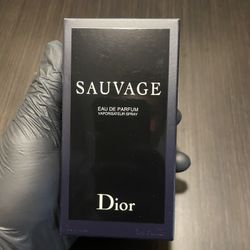 SAUVAGE
EAU DE PARFUM
VAPORISATEUR SPRAY
Dior